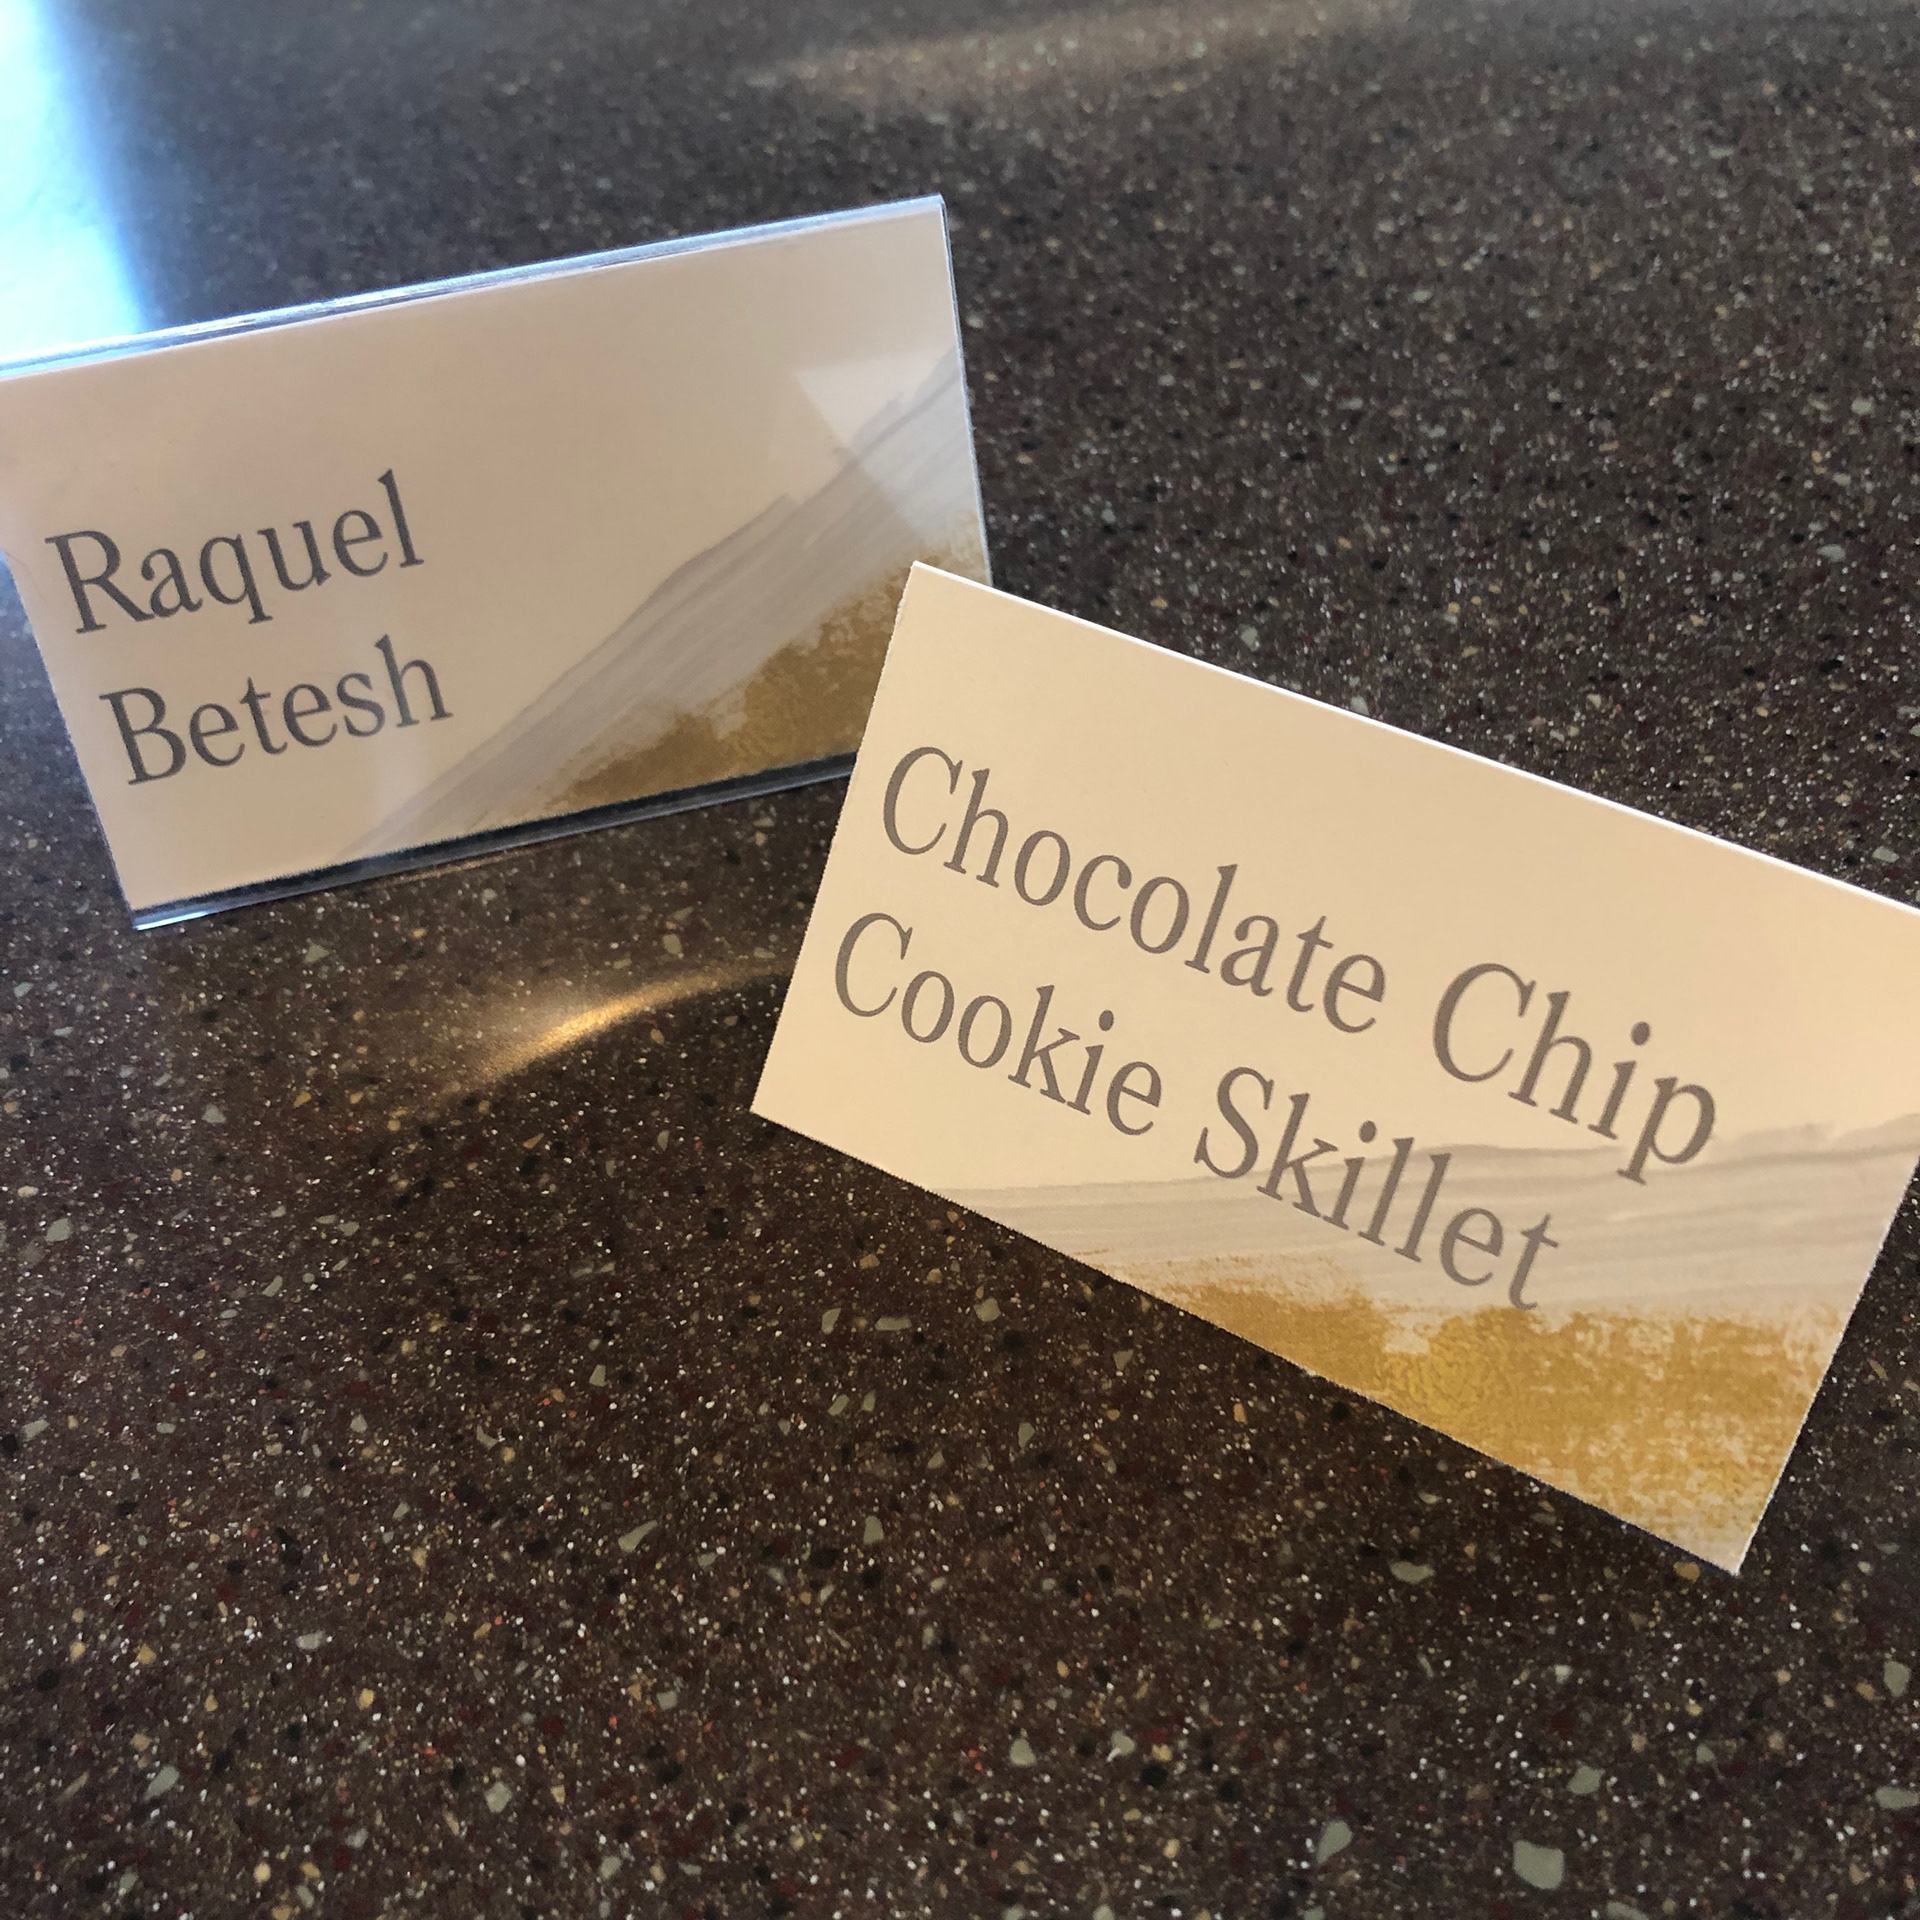 Raquel
Betesh
Chocolate Chip
Cookie Skillet